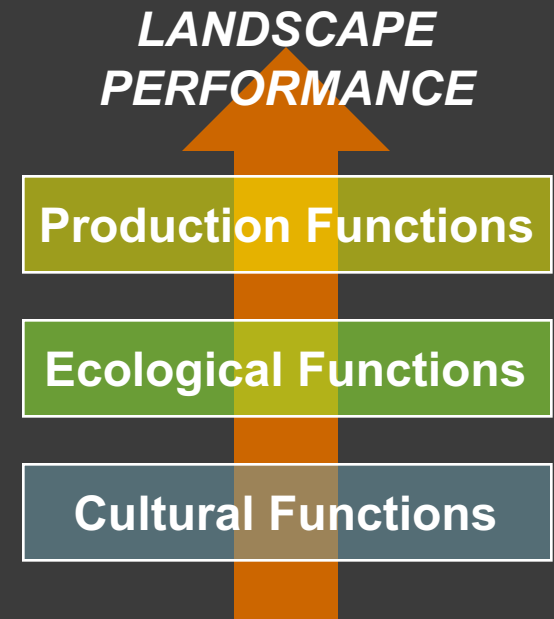 LANDSCAPE
PERFORMANCE
Production Functions
Ecological Functions
Cultural Functions